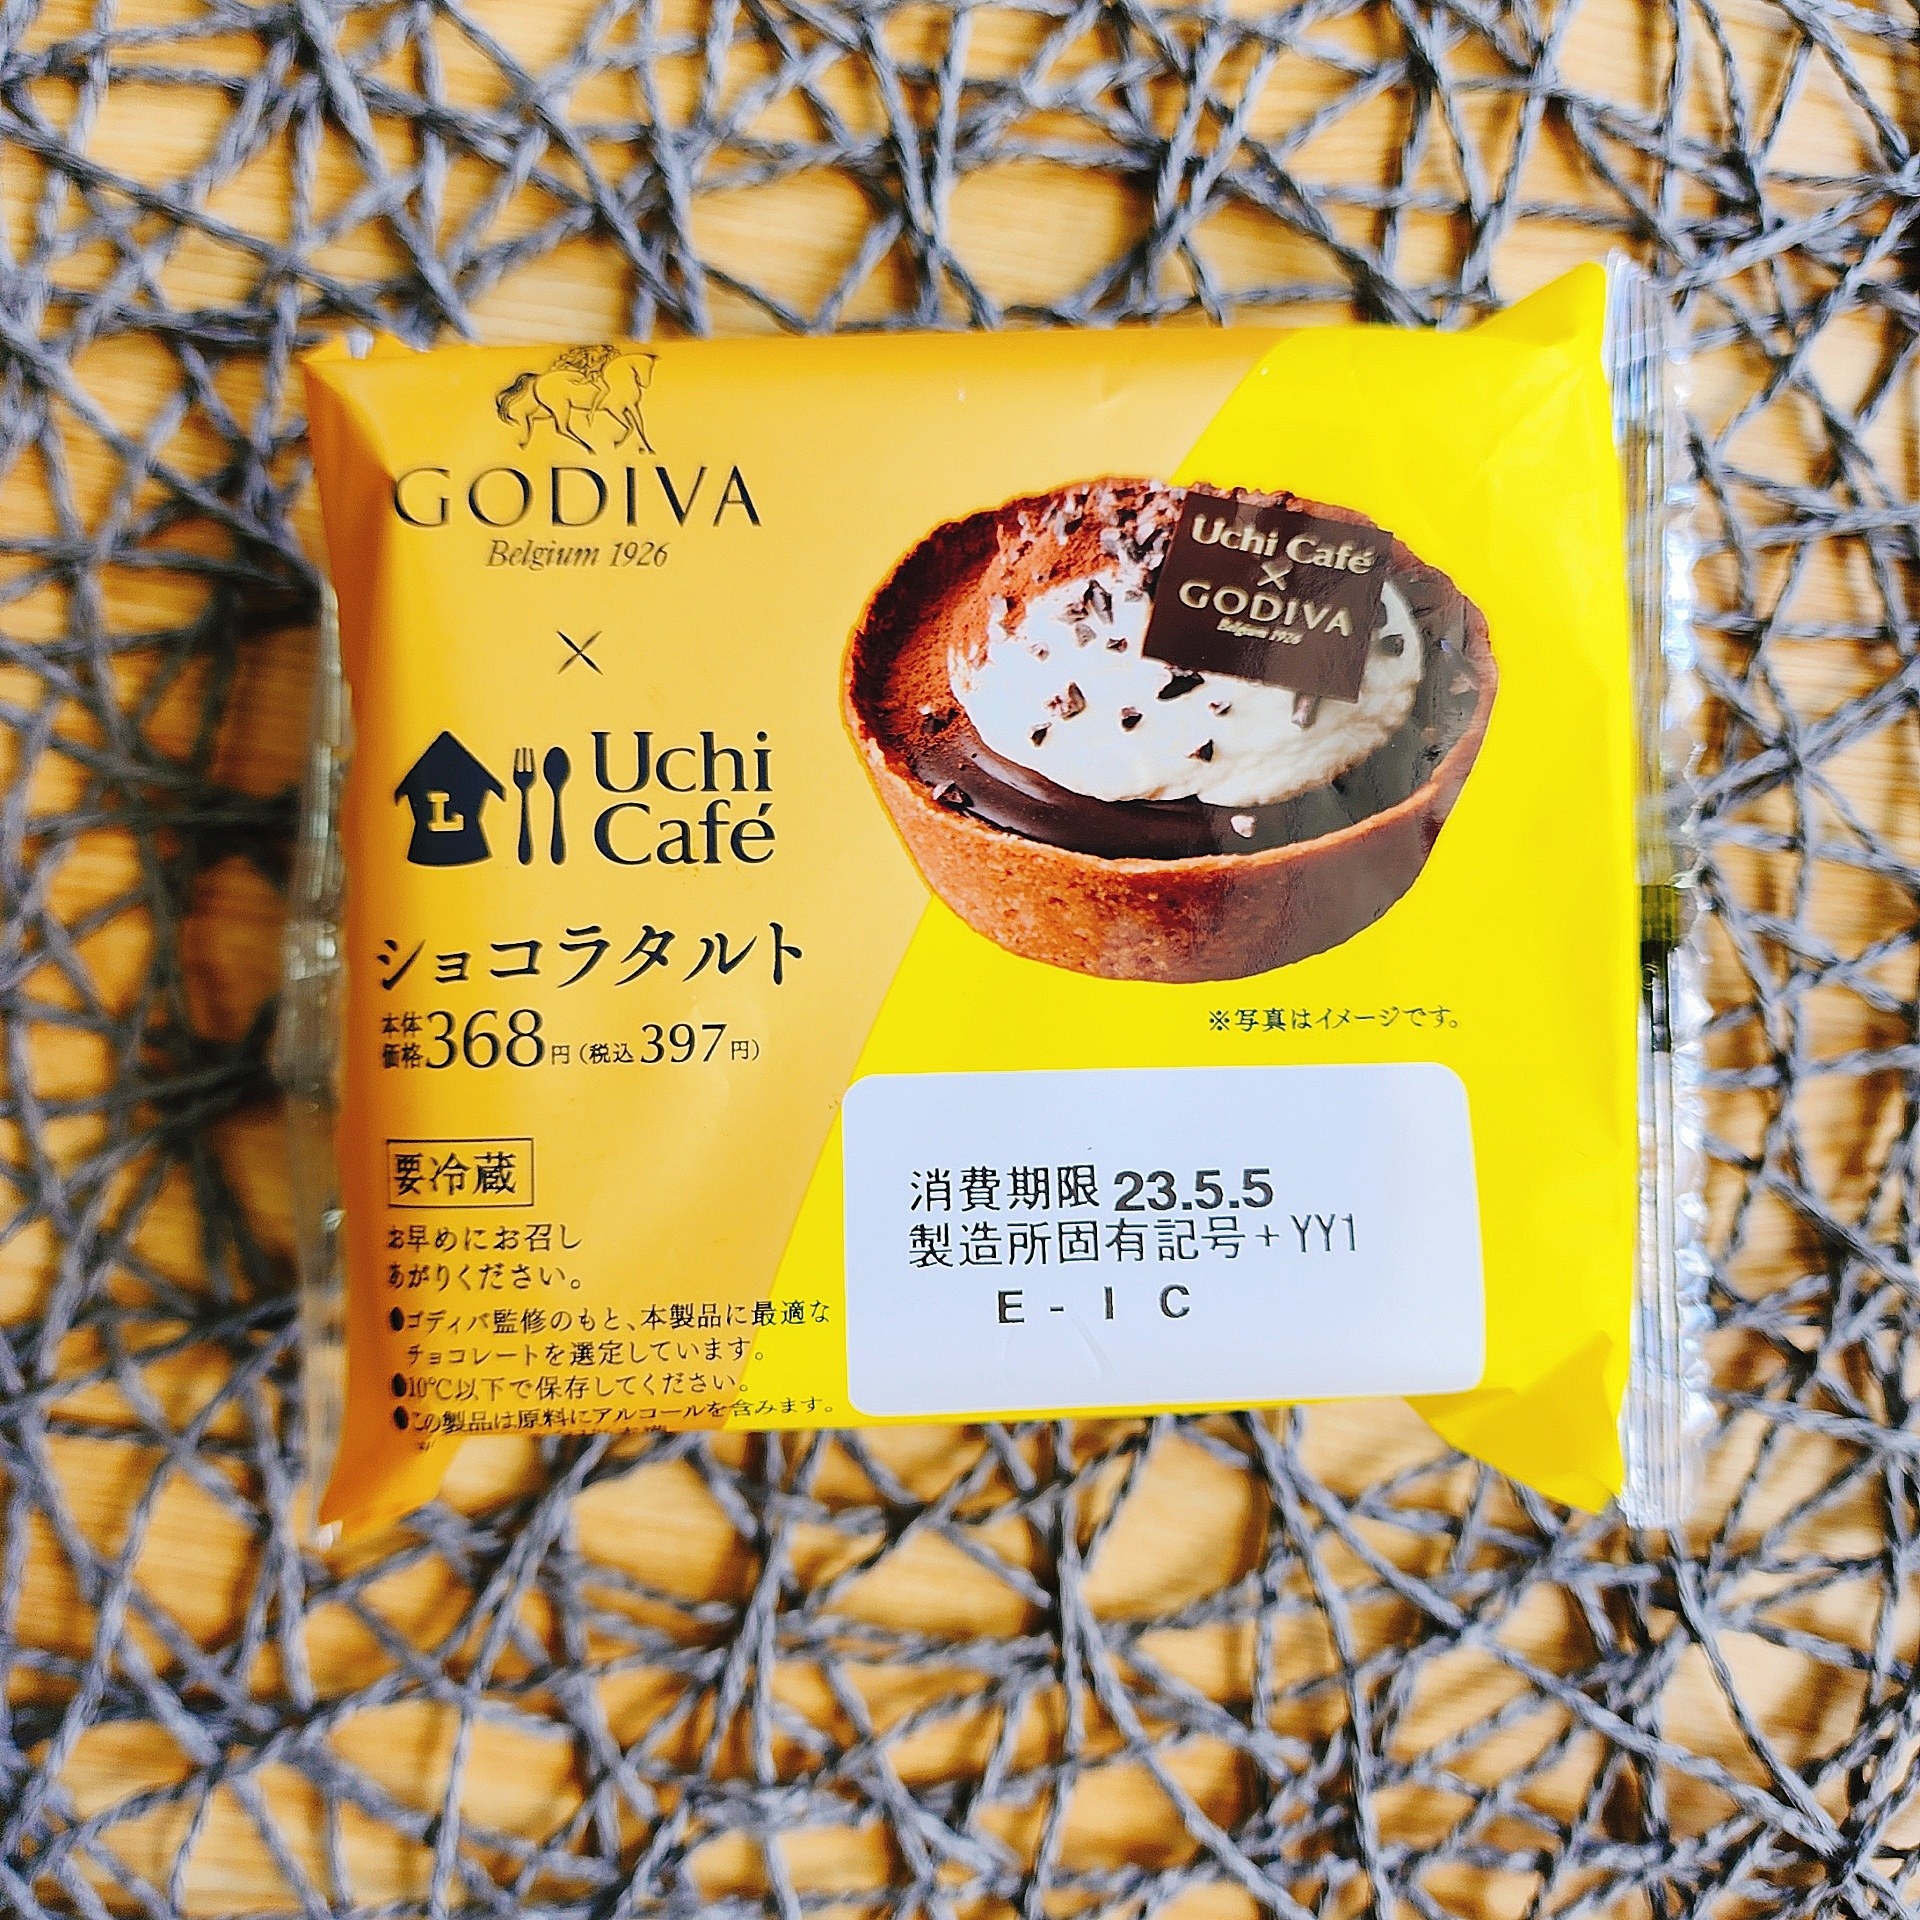 GODIVA
Belgium 1926
×
L
Uchi
Café
ショコラタルト
本体
価格368円(税込397円)
要冷蔵
お早めにお召し
あがりください。
●ゴディバ監修のもと、本製品に最適な
チョコレートを選定しています。
●10℃以下で保存してください。
●この製品は原料にアルコールを含みます。
Uchi Café
×
GODIVA
Belgium 1926
※写真はイメージです。
消費期限 23.5.5
製造所固有記号+YY1
E - I C